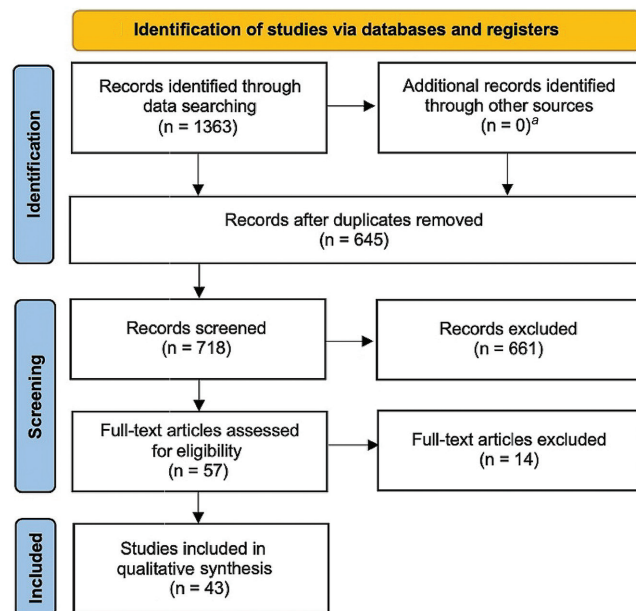 Identification of studies via databases and registers
Identification
Records identified through
data searching
(n = 1363)
Additional records identified
through other sources
(n = 0)a
Records after duplicates removed
(n = 645)
Screening
Records screened
(n = 718)
Records excluded
(n = 661)
Full-text articles assessed
for eligibility
(n = 57)
Full-text articles excluded
(n = 14)
Included
Studies included in
qualitative synthesis
(n = 43)